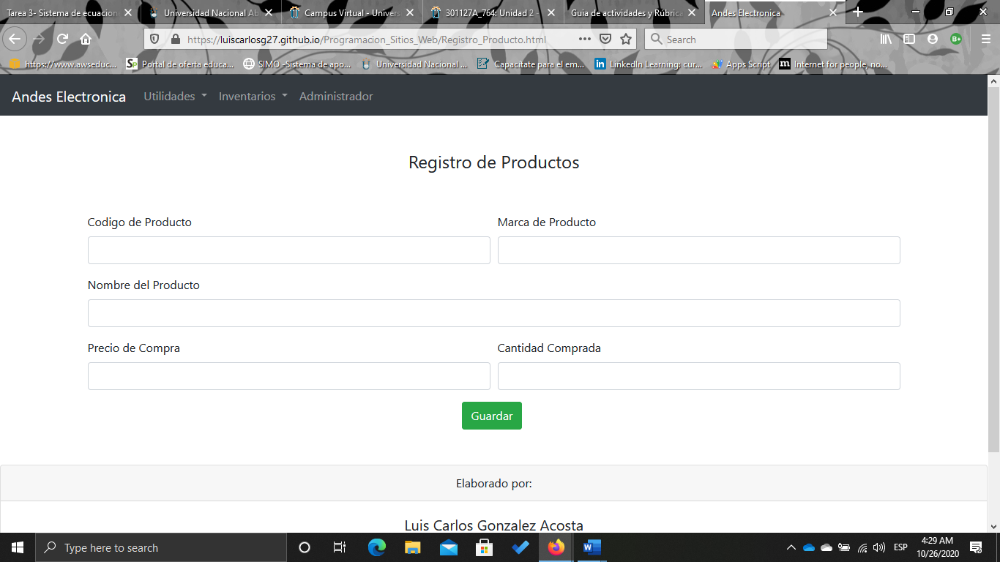 Tarea 3- Sistema de ecuacion
Universidad Nacional Ab
Campus Virtual - Univers
301127A_764: Unidad 2 -
Guia de actividades y Rúbrica
Andes Electronica
https://luiscarlosg27.github.io/Programacion_Sitios_Web/Registro_Producto.html
Search
https://www.awseduc...
Portal de oferta educa...
SIMO -Sistema de apo...
Universidad Nacional ...
Capacítate para el em...
LinkedIn Learning: cur...
Apps Script
Internet for people, no...
Andes Electronica Utilidades Inventarios Administrador
Registro de Productos
Codigo de Producto
Marca de Producto
Nombre del Producto
Precio de Compra
Cantidad Comprada
Guardar
Elaborado por:
Luis Carlos Gonzalez Acosta
Type here to search
ESP
4:29 AM
10/26/2020